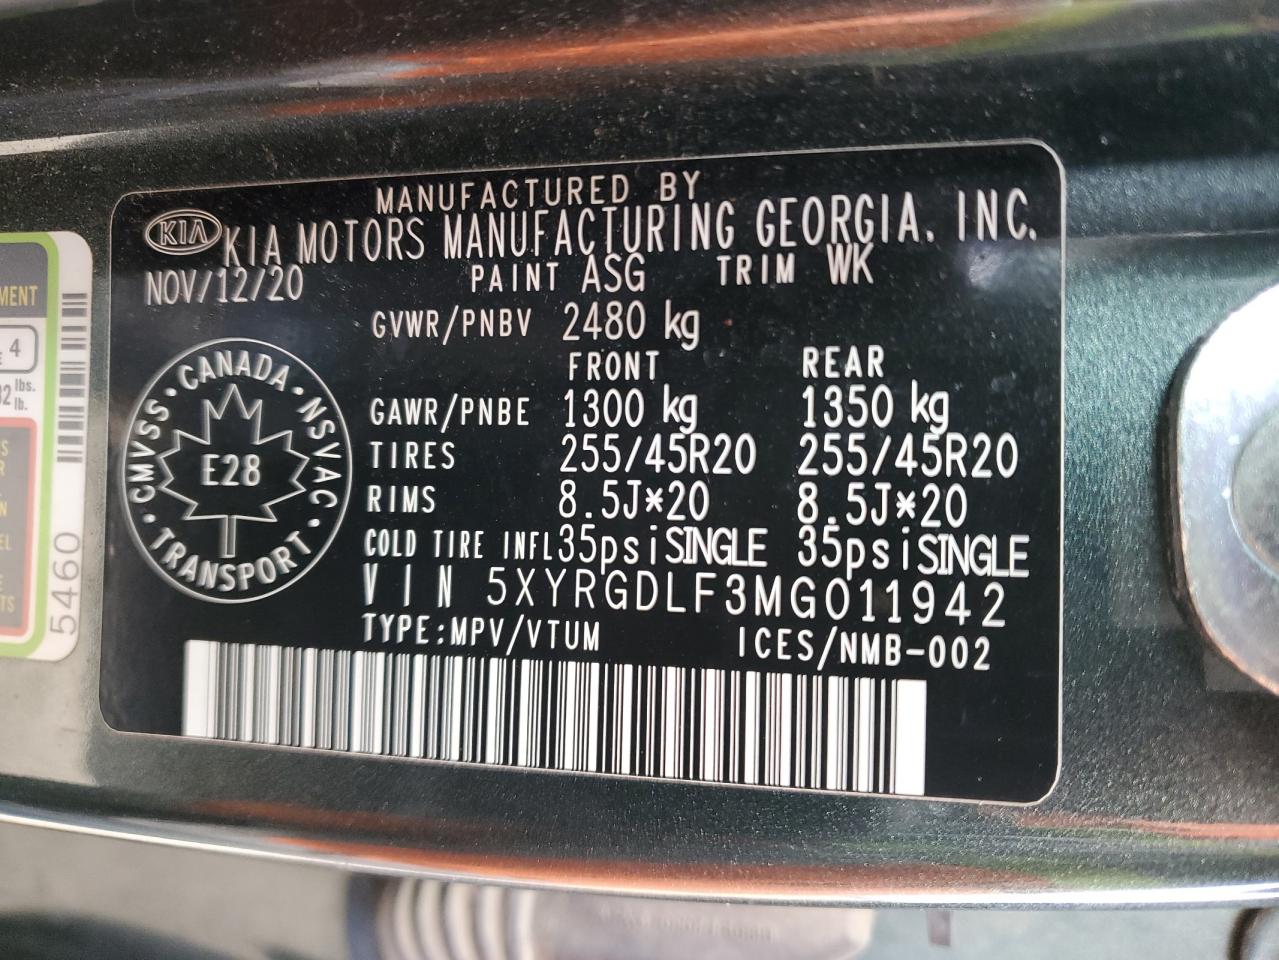 MANUFACTURED BY
KIA KIA MOTORS MANUFACTURING GEORGIA, INC.
NOV/12/20 PAINT ASG TRIM WK
GVWR/PNBV 2480 kg
FRONT REAR
GAWR/PNBE 1300 kg 1350 kg
TIRES 255/45R20 255/45R20
RIMS 8.5J*20 8.5J*20
COLD TIRE INFL 35psi SINGLE 35psi SINGLE
VIN 5XYRGDLF3MG011942
TYPE:MPV/VTUM ICES/NMB-002
CANADA · NSVAC · TRANSPORT · CMVSS ·
E28
4
lbs.
lb.
5460